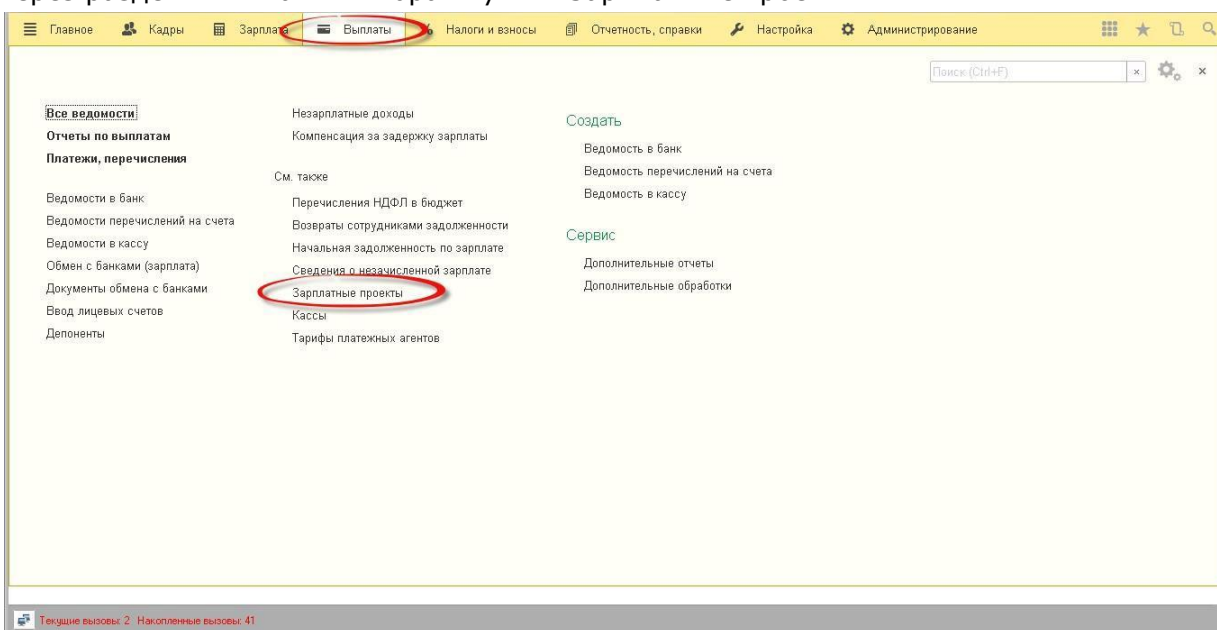 Главное Кадры Зарплата Выплаты Налоги и взносы Отчетность, справки Настройка Администрирование
Поиск (Ctrl+F)
Все ведомости
Отчеты по выплатам
Платежи, перечисления
Ведомости в банк
Ведомости перечислений на счета
Ведомости в кассу
Обмен с банками (зарплата)
Документы обмена с банками
Ввод лицевых счетов
Депоненты
Незарплатные доходы
Компенсация за задержку зарплаты
См. также
Перечисления НДФЛ в бюджет
Возвраты сотрудниками задолженности
Начальная задолженность по зарплате
Сведения о незачисленной зарплате
Зарплатные проекты
Кассы
Тарифы платежных агентов
Создать
Ведомость в банк
Ведомость перечислений на счета
Ведомость в кассу
Сервис
Дополнительные отчеты
Дополнительные обработки
Текущие вызовы: 2 Накопленные вызовы: 41